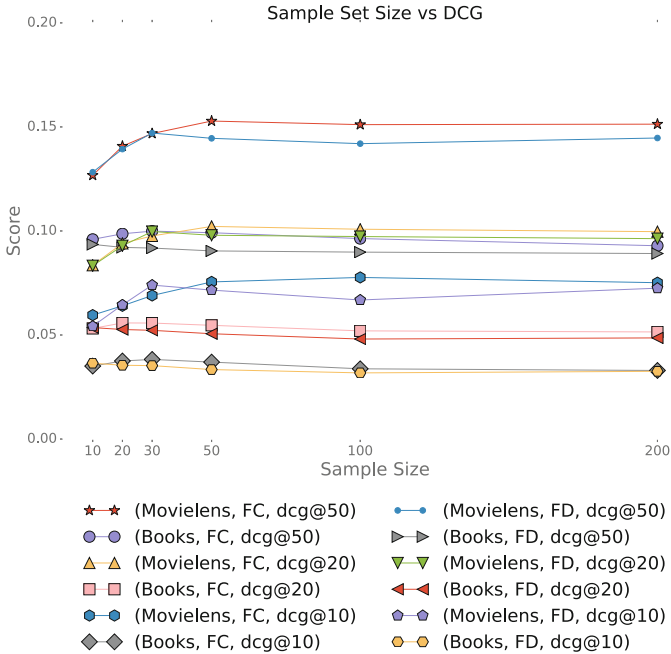 Sample Set Size vs DCG
0.20
0.15
0.10
0.05
0.00
Score
10 20 30 50 100 200
Sample Size
(Movielens, FC, dcg@50) (Movielens, FD, dcg@50)
(Books, FC, dcg@50) (Books, FD, dcg@50)
(Movielens, FC, dcg@20) (Movielens, FD, dcg@20)
(Books, FC, dcg@20) (Books, FD, dcg@20)
(Movielens, FC, dcg@10) (Movielens, FD, dcg@10)
(Books, FC, dcg@10) (Books, FD, dcg@10)